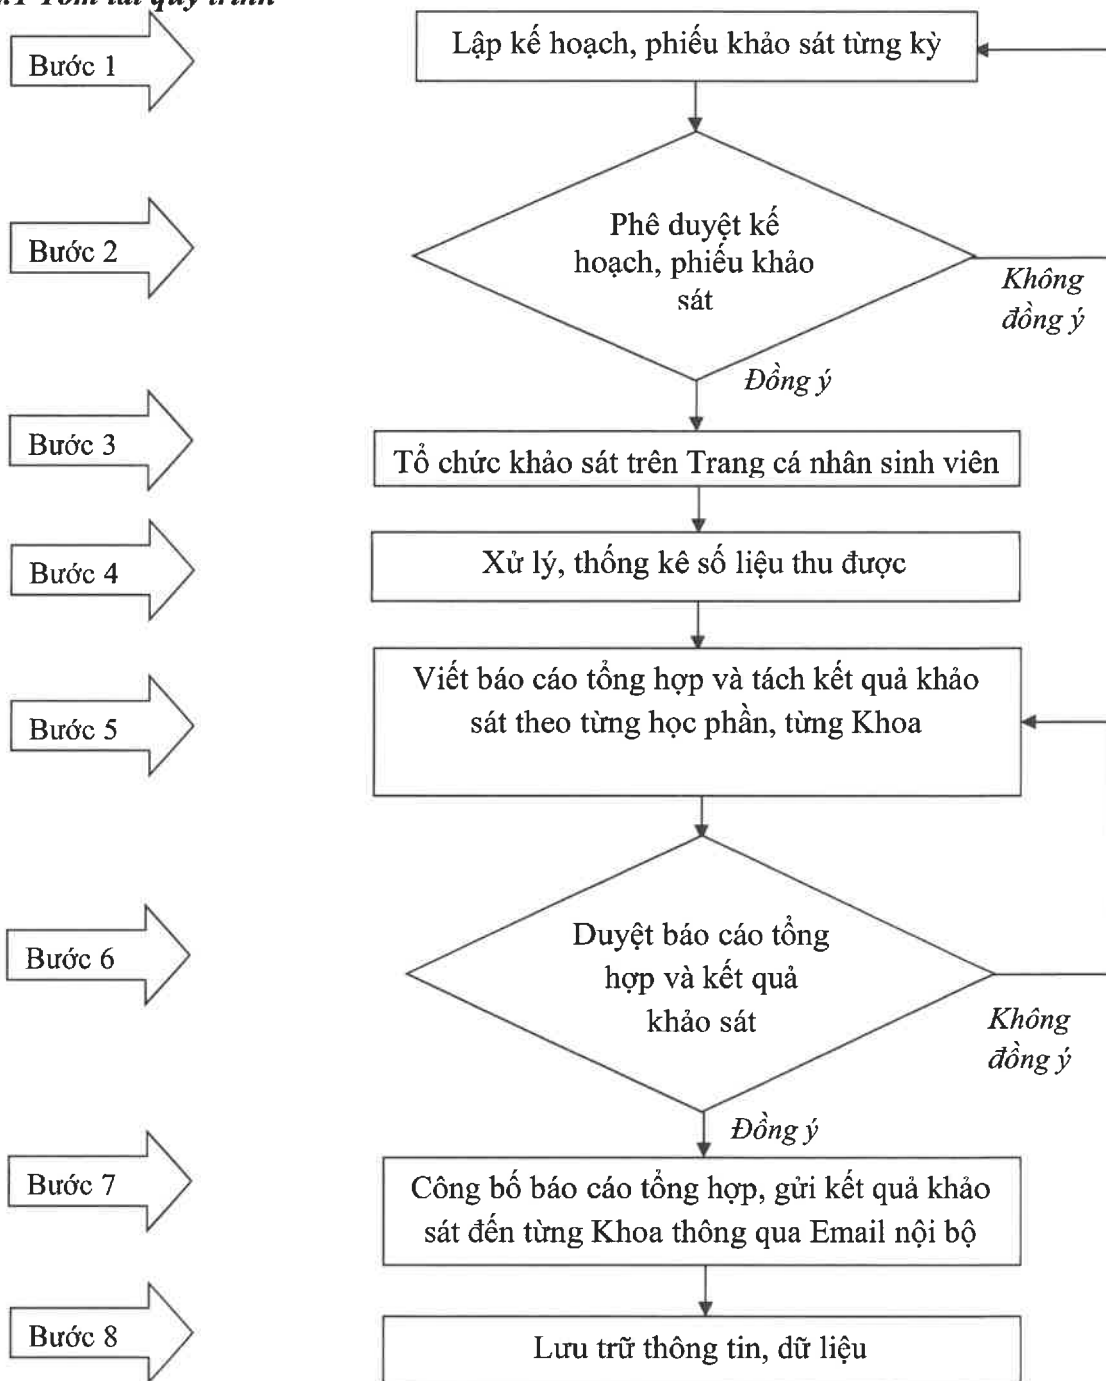 .1 Tóm tắt quy trình
Bước 1
Lập kế hoạch, phiếu khảo sát từng kỳ
Bước 2
Phê duyệt kế
hoạch, phiếu khảo
sát
Không
đồng ý
Đồng ý
Bước 3
Tổ chức khảo sát trên Trang cá nhân sinh viên
Bước 4
Xử lý, thống kê số liệu thu được
Bước 5
Viết báo cáo tổng hợp và tách kết quả khảo
sát theo từng học phần, từng Khoa
Bước 6
Duyệt báo cáo tổng
hợp và kết quả
khảo sát
Không
đồng ý
Đồng ý
Bước 7
Công bố báo cáo tổng hợp, gửi kết quả khảo
sát đến từng Khoa thông qua Email nội bộ
Bước 8
Lưu trữ thông tin, dữ liệu